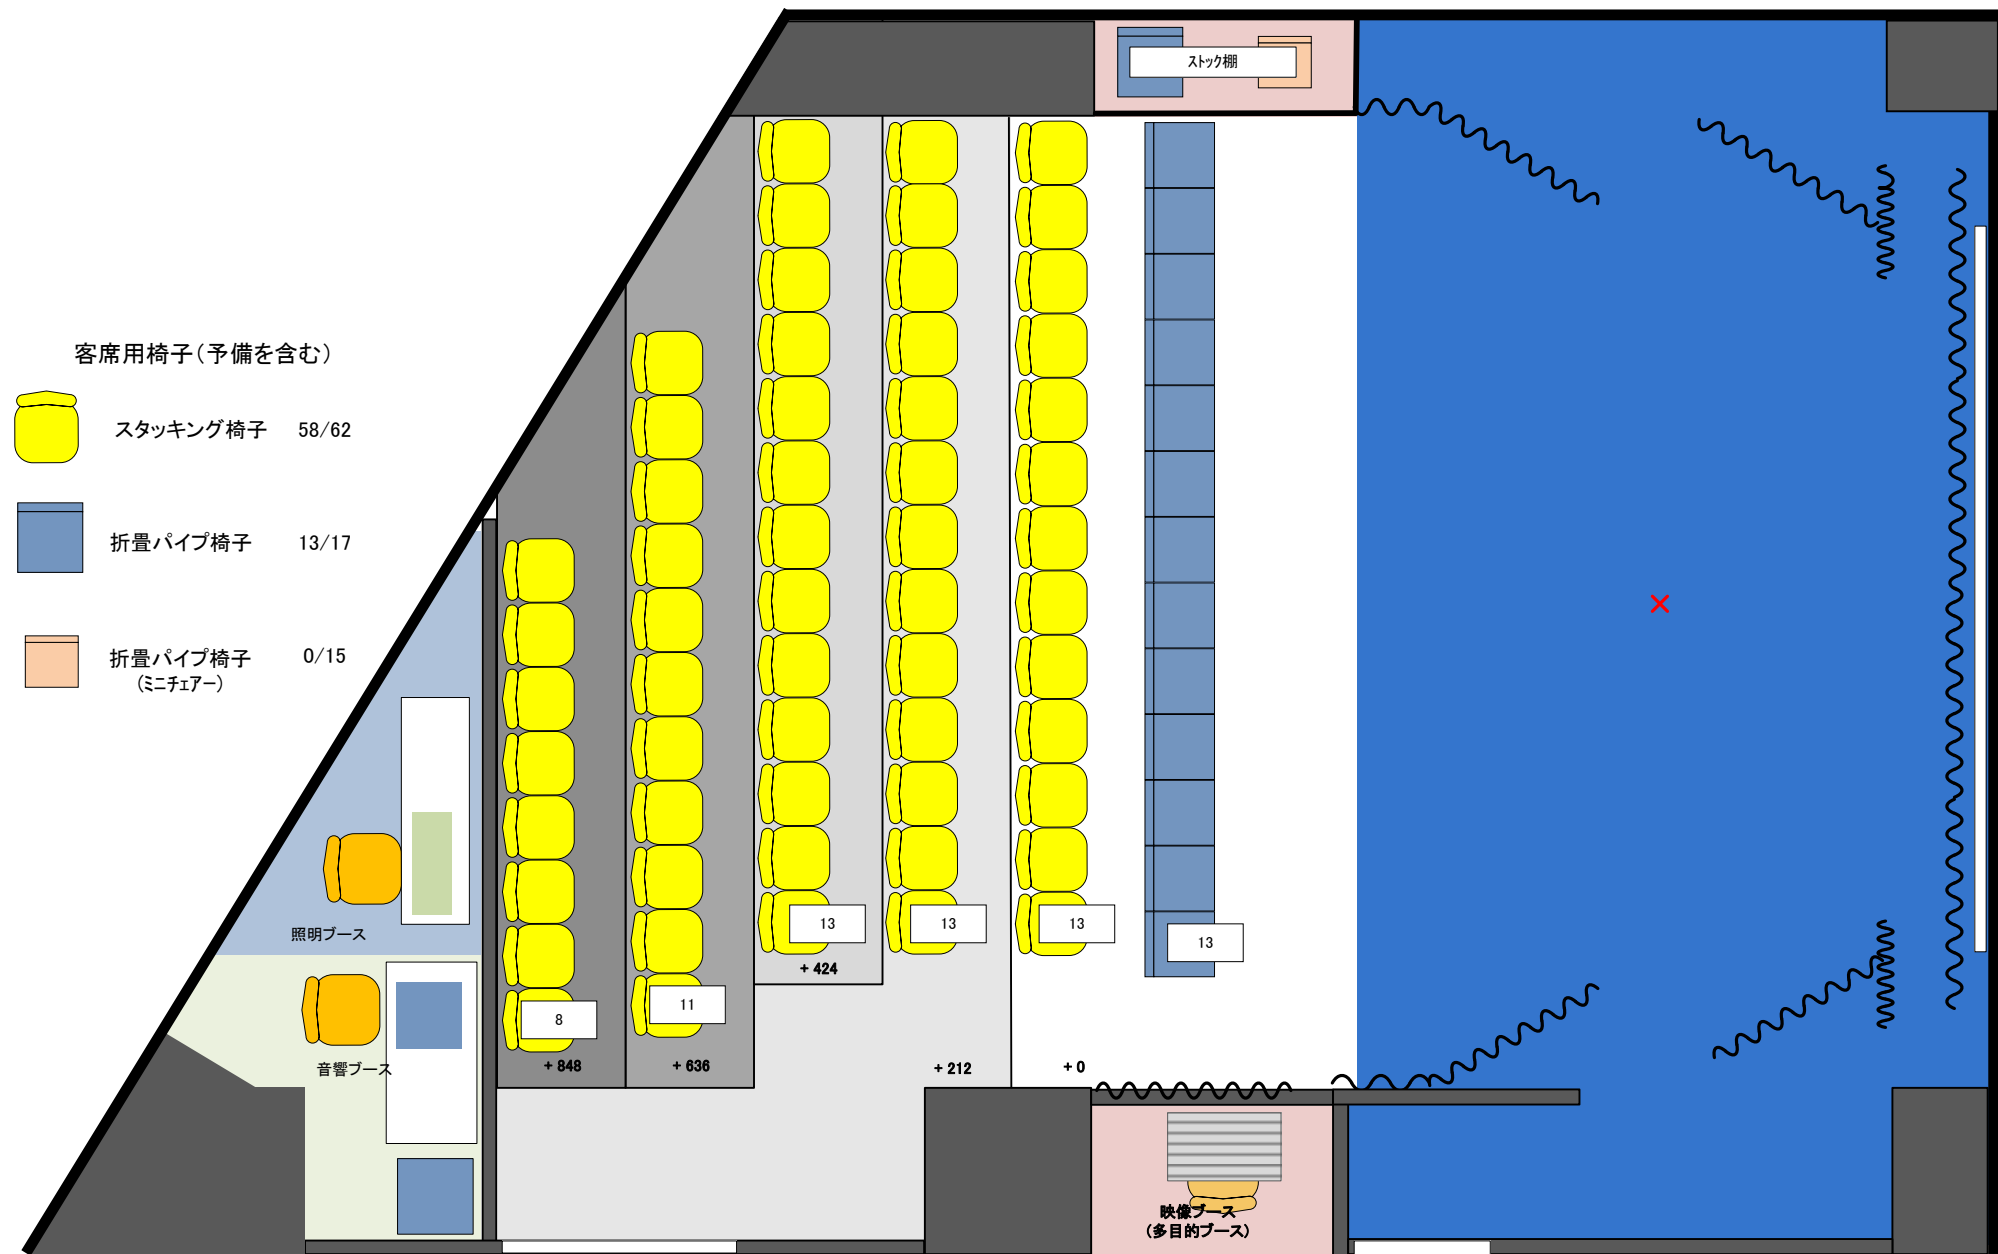 ストック棚
客席用椅子(予備を含む)
スタッキング椅子 58/62
折畳パイプ椅子 13/17
折畳パイプ椅子 0/15
(ミニチェアー)
照明ブース
音響ブース
13
13
13
13
+ 424
8
11
+ 848
+ 636
+ 212
+ 0
映像ブース
(多目的ブース)